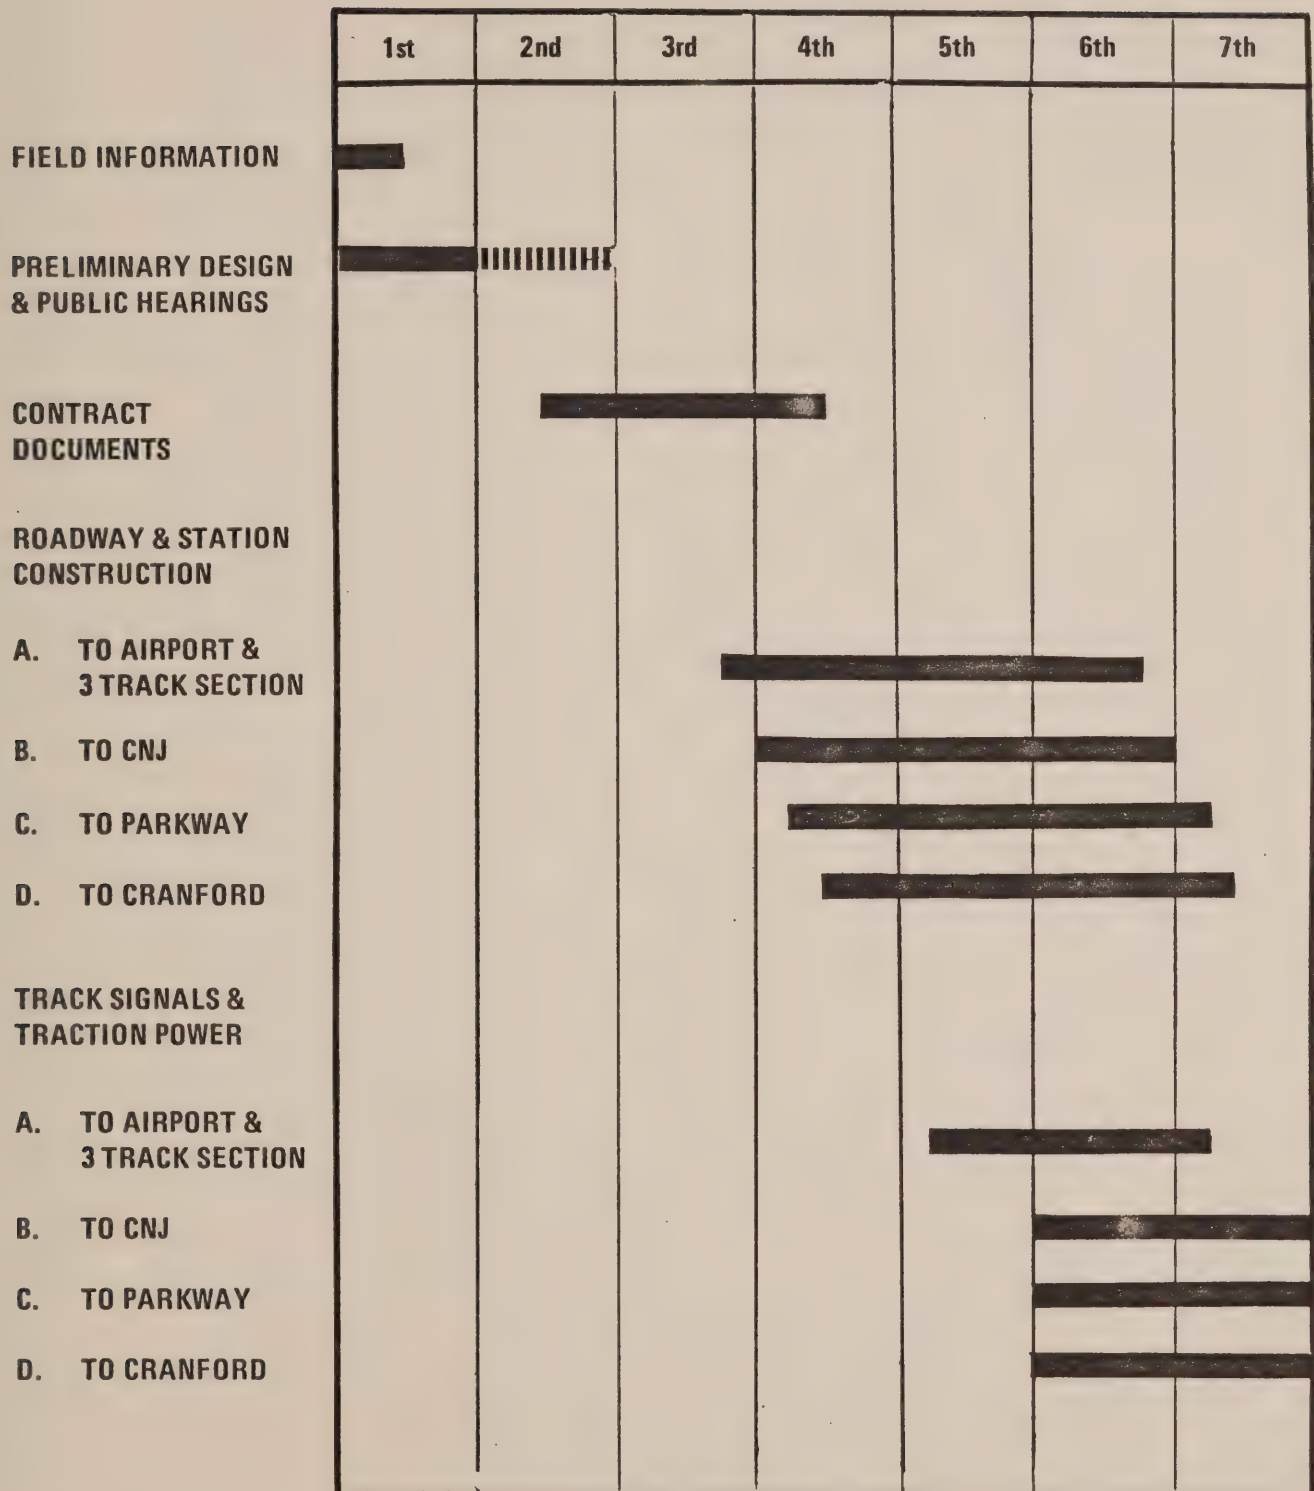 1st 2nd 3rd 4th 5th 6th 7th
FIELD INFORMATION
PRELIMINARY DESIGN
& PUBLIC HEARINGS
CONTRACT
DOCUMENTS
ROADWAY & STATION
CONSTRUCTION
A. TO AIRPORT &
3 TRACK SECTION
B. TO CNJ
C. TO PARKWAY
D. TO CRANFORD
TRACK SIGNALS &
TRACTION POWER
A. TO AIRPORT &
3 TRACK SECTION
B. TO CNJ
C. TO PARKWAY
D. TO CRANFORD